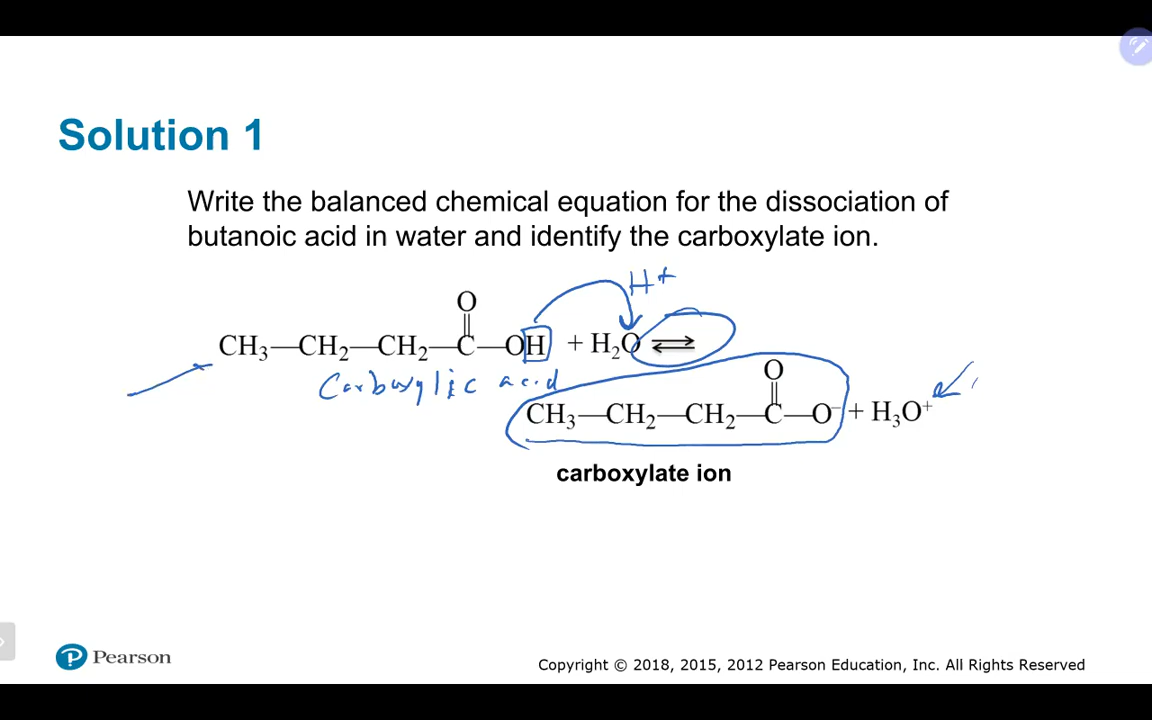 Solution 1
Write the balanced chemical equation for the dissociation of
butanoic acid in water and identify the carboxylate ion.
H+
O
CH₃—CH₂—CH₂—C—OH + H₂O ⇌
Carboxylic acid
O
CH₃—CH₂—CH₂—C—O⁻ + H₃O⁺
carboxylate ion
Pearson
Copyright © 2018, 2015, 2012 Pearson Education, Inc. All Rights Reserved